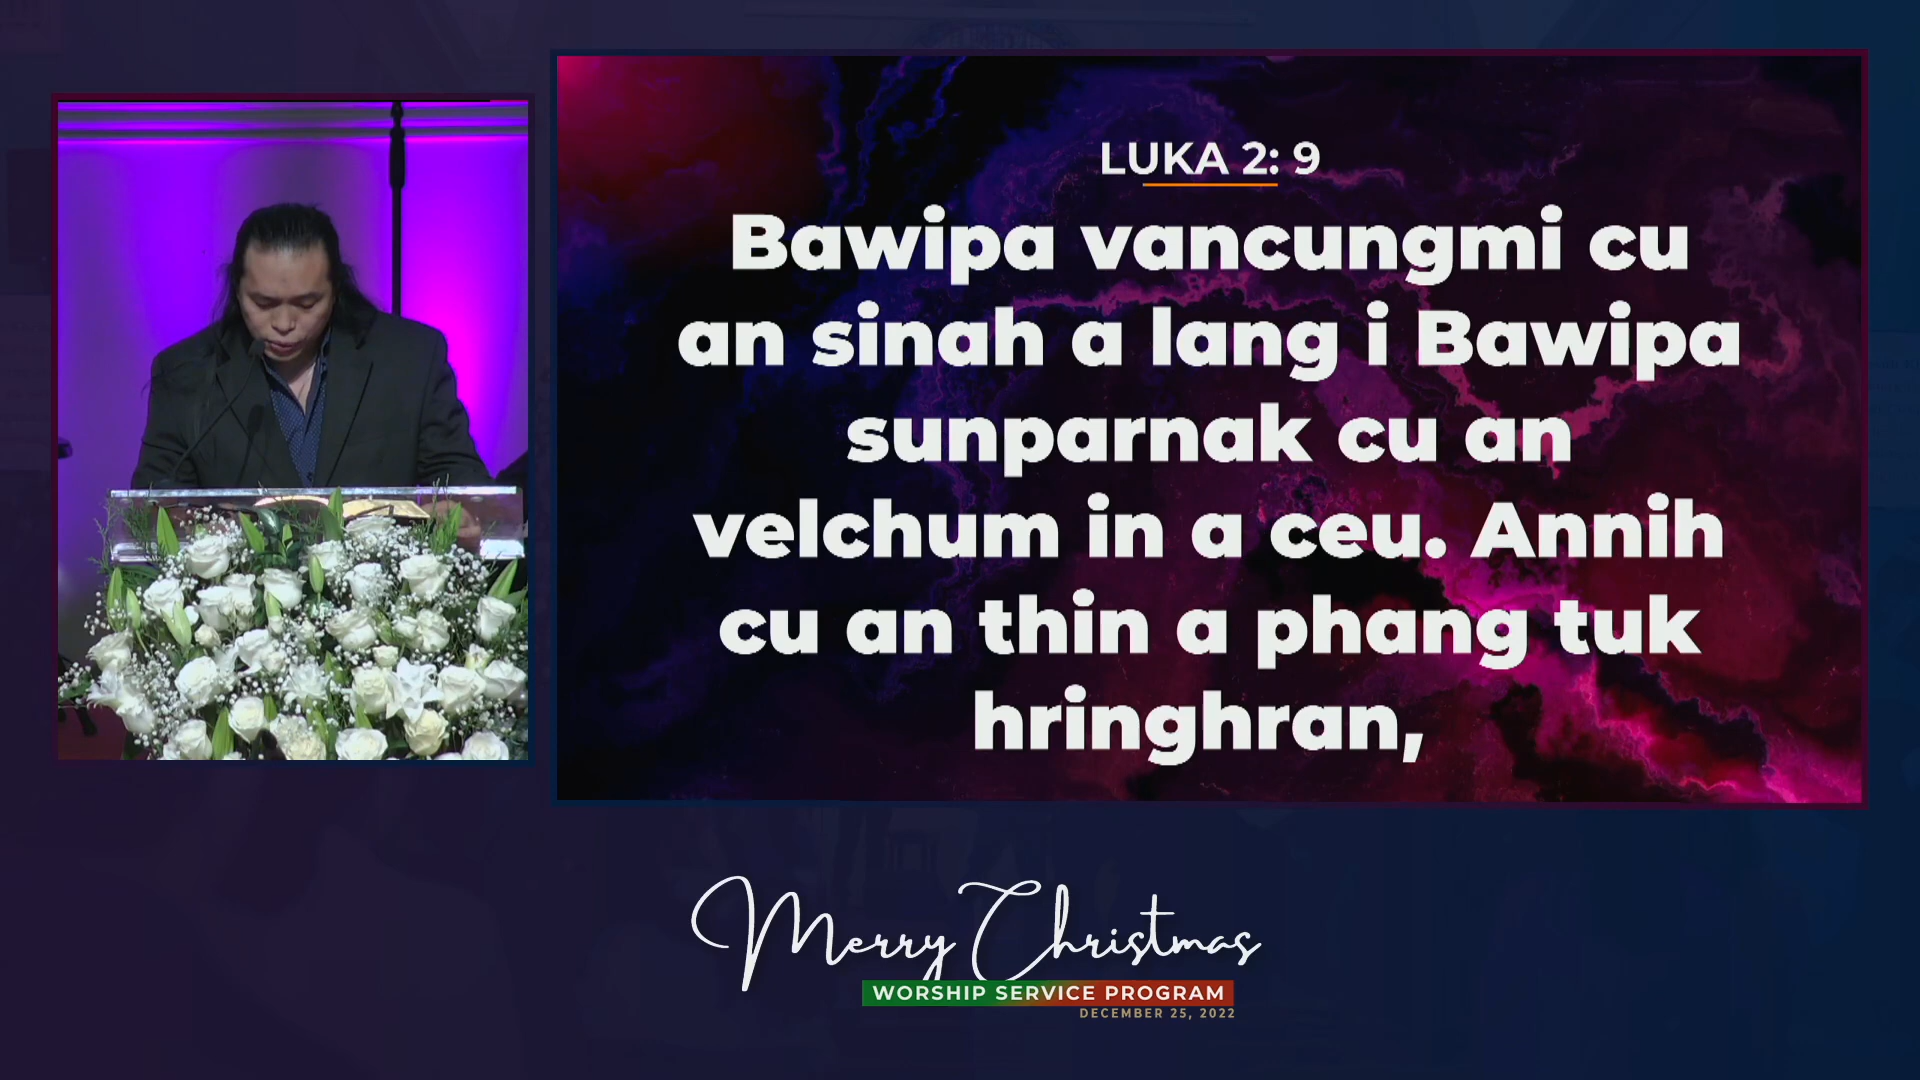 LUKA 2: 9
Bawipa vancungmi cu
an sinah a lang i Bawipa
sunparnak cu an
velchum in a ceu. Annih
cu an thin a phang tuk
hringhran,
Merry Christmas
WORSHIP SERVICE PROGRAM
DECEMBER 25, 2022